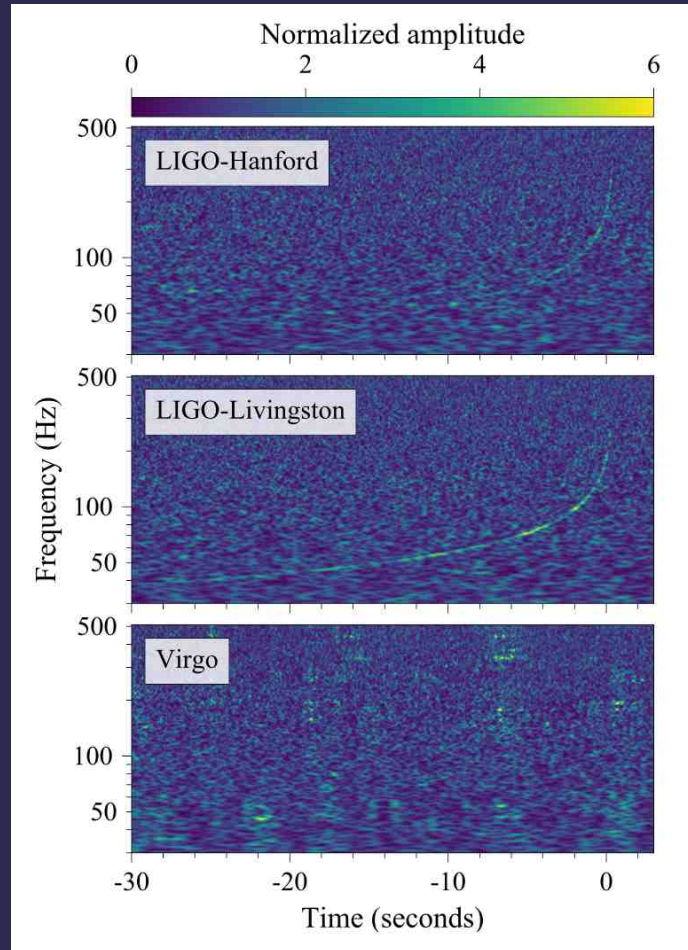 Normalized amplitude
0 2 4 6
500
LIGO-Hanford
100
50
500
LIGO-Livingston
100
50
Frequency (Hz)
500
Virgo
100
50
-30 -20 -10 0
Time (seconds)